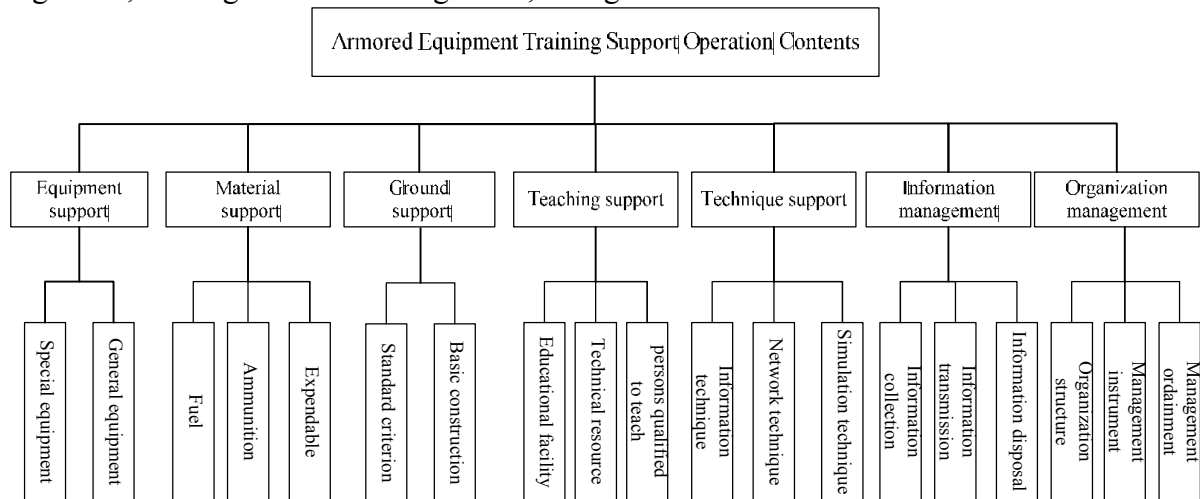 Armored Equipment Training Support Operation Contents
Equipment
support
Material
support
Ground
support
Teaching support
Technique support
Information
management
Organization
management
Special equipment
General equipment
Fuel
Ammunition
Expendable
Standard criterion
Basic construction
Educational facility
Technical resource
persons qualified
to teach
Information
technique
Network technique
Simulation technique
Information
collection
Information
transmission
Information disposal
Organization
structure
Management
instrument
Management
ordainment